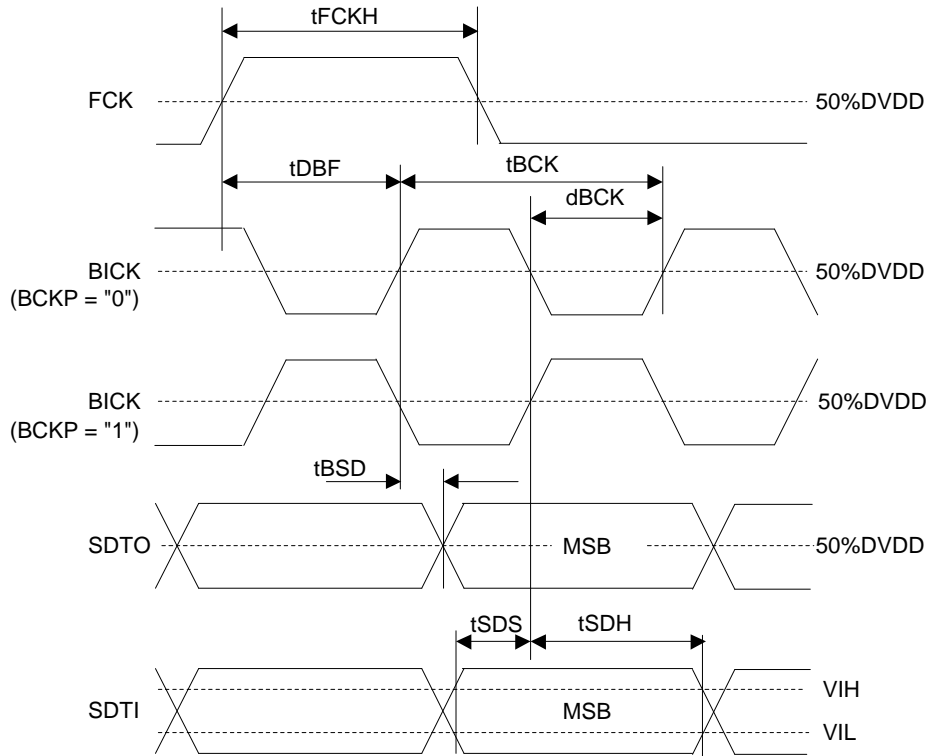 tFCKH
FCK
50%DVDD
tDBF
tBCK
dBCK
BICK
(BCKP = "0")
50%DVDD
BICK
(BCKP = "1")
50%DVDD
tBSD
SDTO
MSB
50%DVDD
tSDS
tSDH
SDTI
MSB
VIH
VIL